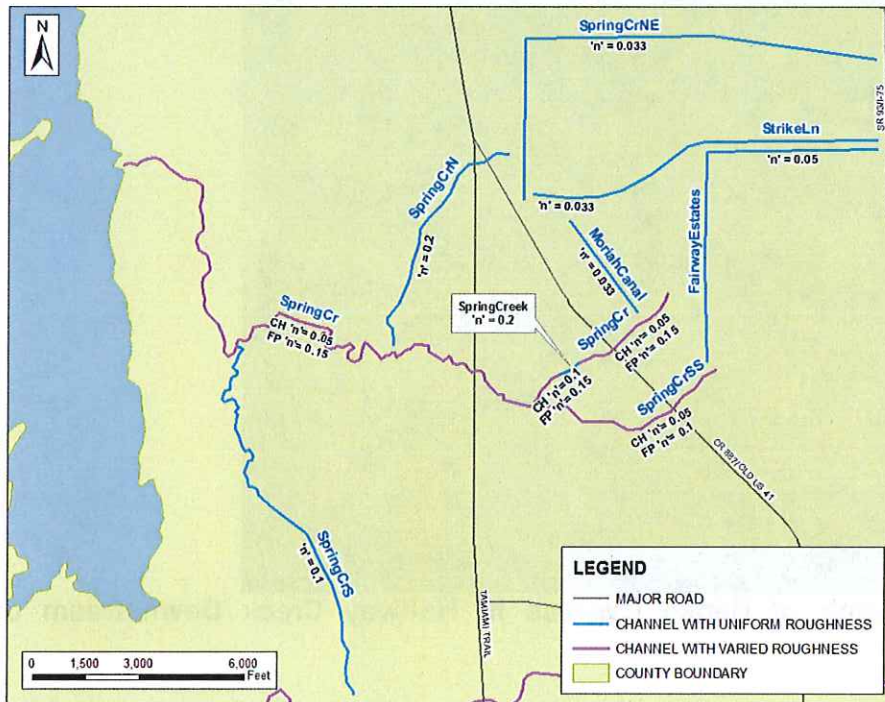 N
SpringCrNE
'n' = 0.033
SR 93/I-75
StrikeLn
'n' = 0.05
SpringCrN
'n' = 0.2
'n' = 0.033
FairwayEstates
MoriahCanal
'n' = 0.033
SpringCreek
'n' = 0.2
SpringCr
CH 'n'= 0.05
FP 'n'= 0.15
SpringCr
CH 'n'= 0.05
FP 'n'= 0.15
CH 'n'= 0.1
FP 'n'= 0.15
SpringCrSS
CH 'n'= 0.05
FP 'n'= 0.1
CR 887/OLD US 41
SpringCrS
'n' = 0.1
TAMIAMI TRAIL
LEGEND
MAJOR ROAD
CHANNEL WITH UNIFORM ROUGHNESS
CHANNEL WITH VARIED ROUGHNESS
COUNTY BOUNDARY
0 1,500 3,000 6,000
Feet